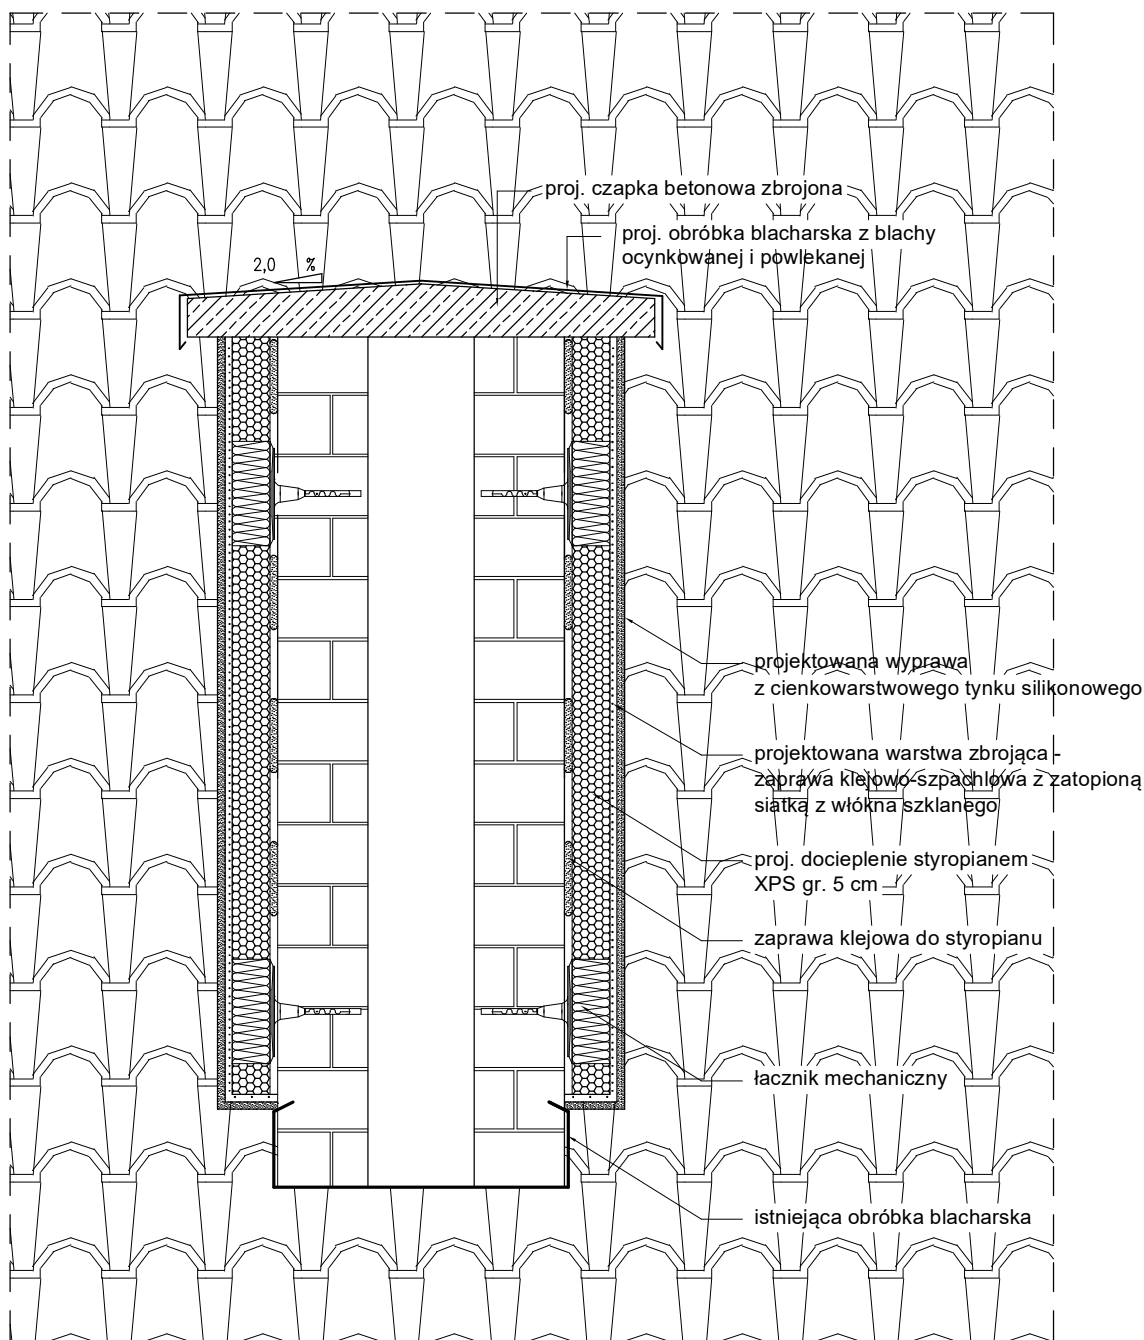 proj. czapka betonowa zbrojona
proj. obróbka blacharska z blachy
ocynkowanej i powlekanej
2,0 %
projektowana wyprawa
z cienkowarstwowego tynku silikonowego
projektowana warstwa zbrojąca -
zaprawa klejowo-szpachlowa z zatopioną
siatką z włókna szklanego
proj. docieplenie styropianem
XPS gr. 5 cm
zaprawa klejowa do styropianu
łacznik mechaniczny
istniejąca obróbka blacharska